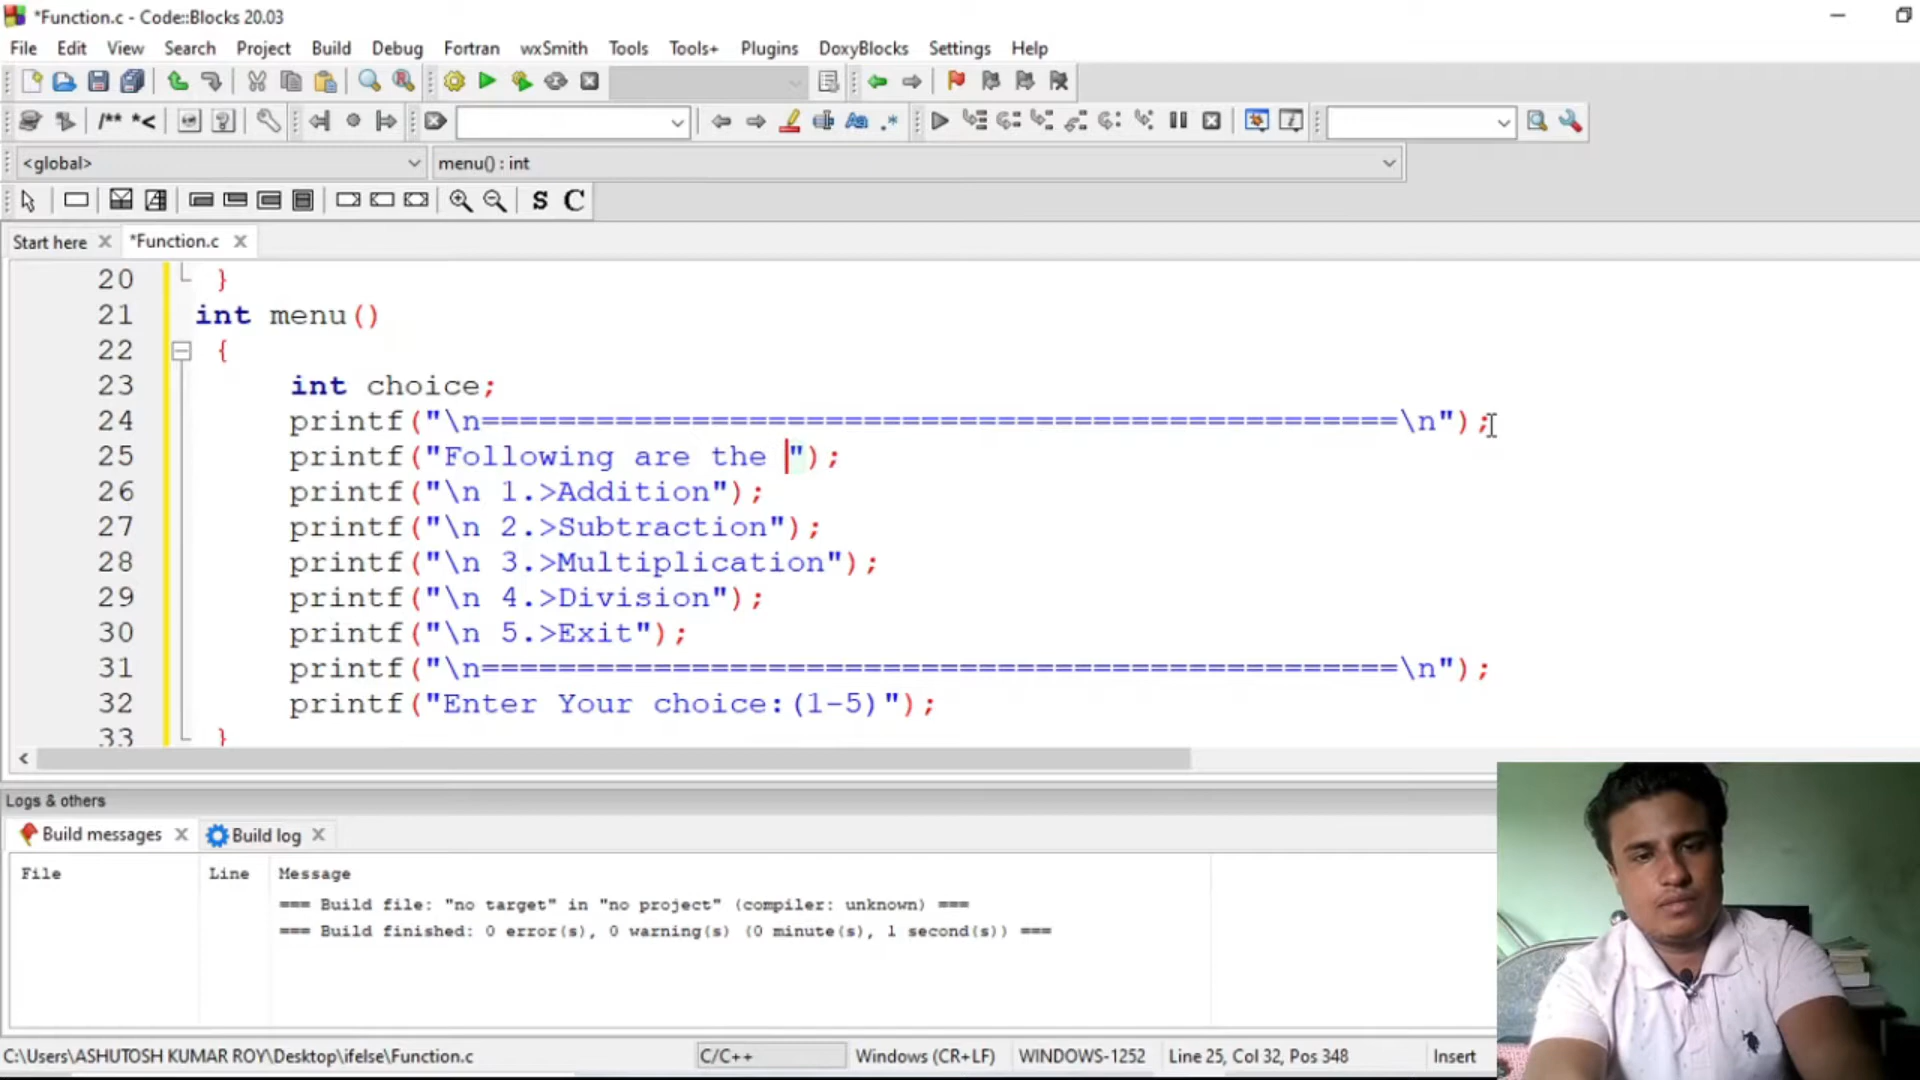 *Function.c - Code::Blocks 20.03
File Edit View Search Project Build Debug Fortran wxSmith Tools Tools+ Plugins DoxyBlocks Settings Help
/** *<
Aa .*
<global> menu() : int
S C
Start here *Function.c
20 }
21 int menu()
22 {
23 int choice;
24 printf("\n================================================\n");
25 printf("Following are the ");
26 printf("\n 1.>Addition");
27 printf("\n 2.>Subtraction");
28 printf("\n 3.>Multiplication");
29 printf("\n 4.>Division");
30 printf("\n 5.>Exit");
31 printf("\n================================================\n");
32 printf("Enter Your choice:(1-5)");
33 }
Logs & others
Build messages Build log
File Line Message
=== Build file: "no target" in "no project" (compiler: unknown) ===
=== Build finished: 0 error(s), 0 warning(s) (0 minute(s), 1 second(s)) ===
C:\Users\ASHUTOSH KUMAR ROY\Desktop\ifelse\Function.c C/C++ Windows (CR+LF) WINDOWS-1252 Line 25, Col 32, Pos 348 Insert